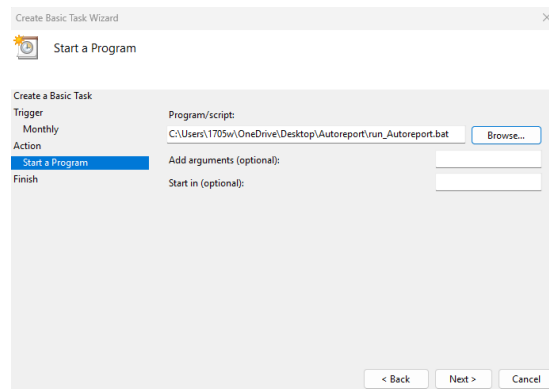 Create Basic Task Wizard
Start a Program
Create a Basic Task
Trigger
Monthly
Action
Start a Program
Finish
Program/script:
C:\Users\1705w\OneDrive\Desktop\Autoreport\run_Autoreport.bat
Browse...
Add arguments (optional):
Start in (optional):
< Back
Next >
Cancel